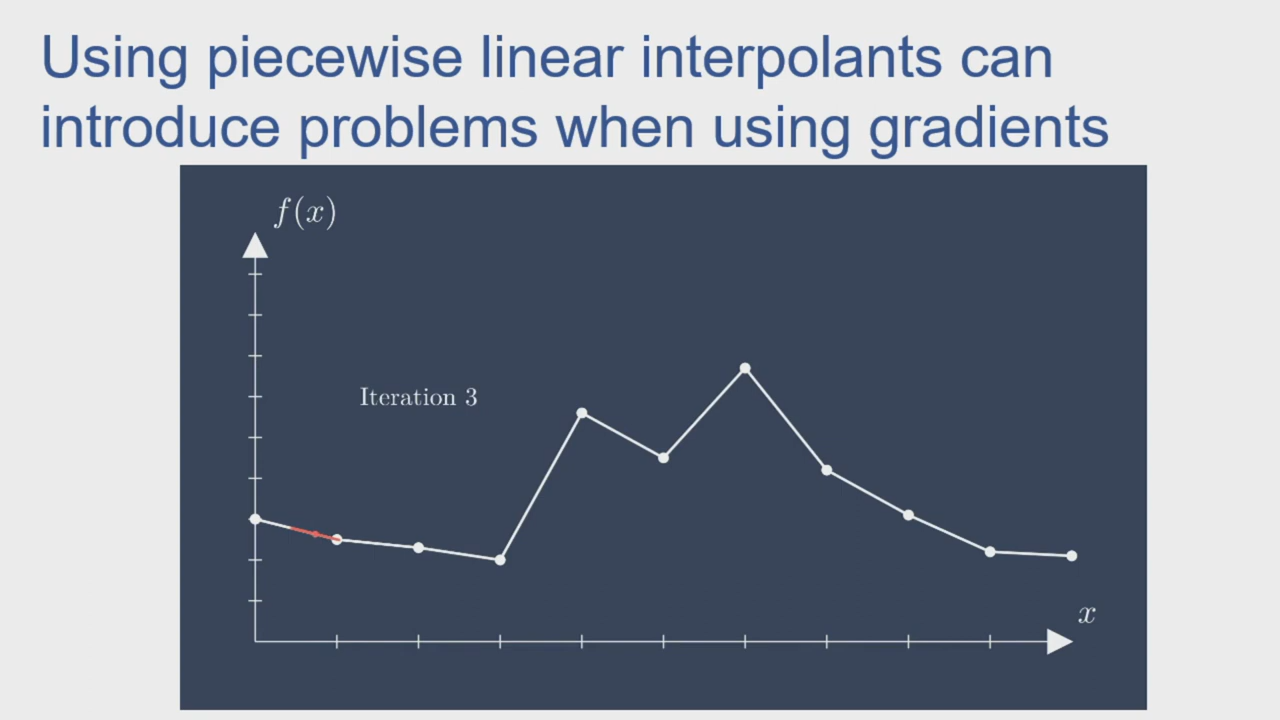 Using piecewise linear interpolants can
introduce problems when using gradients
f(x)
Iteration 3
x